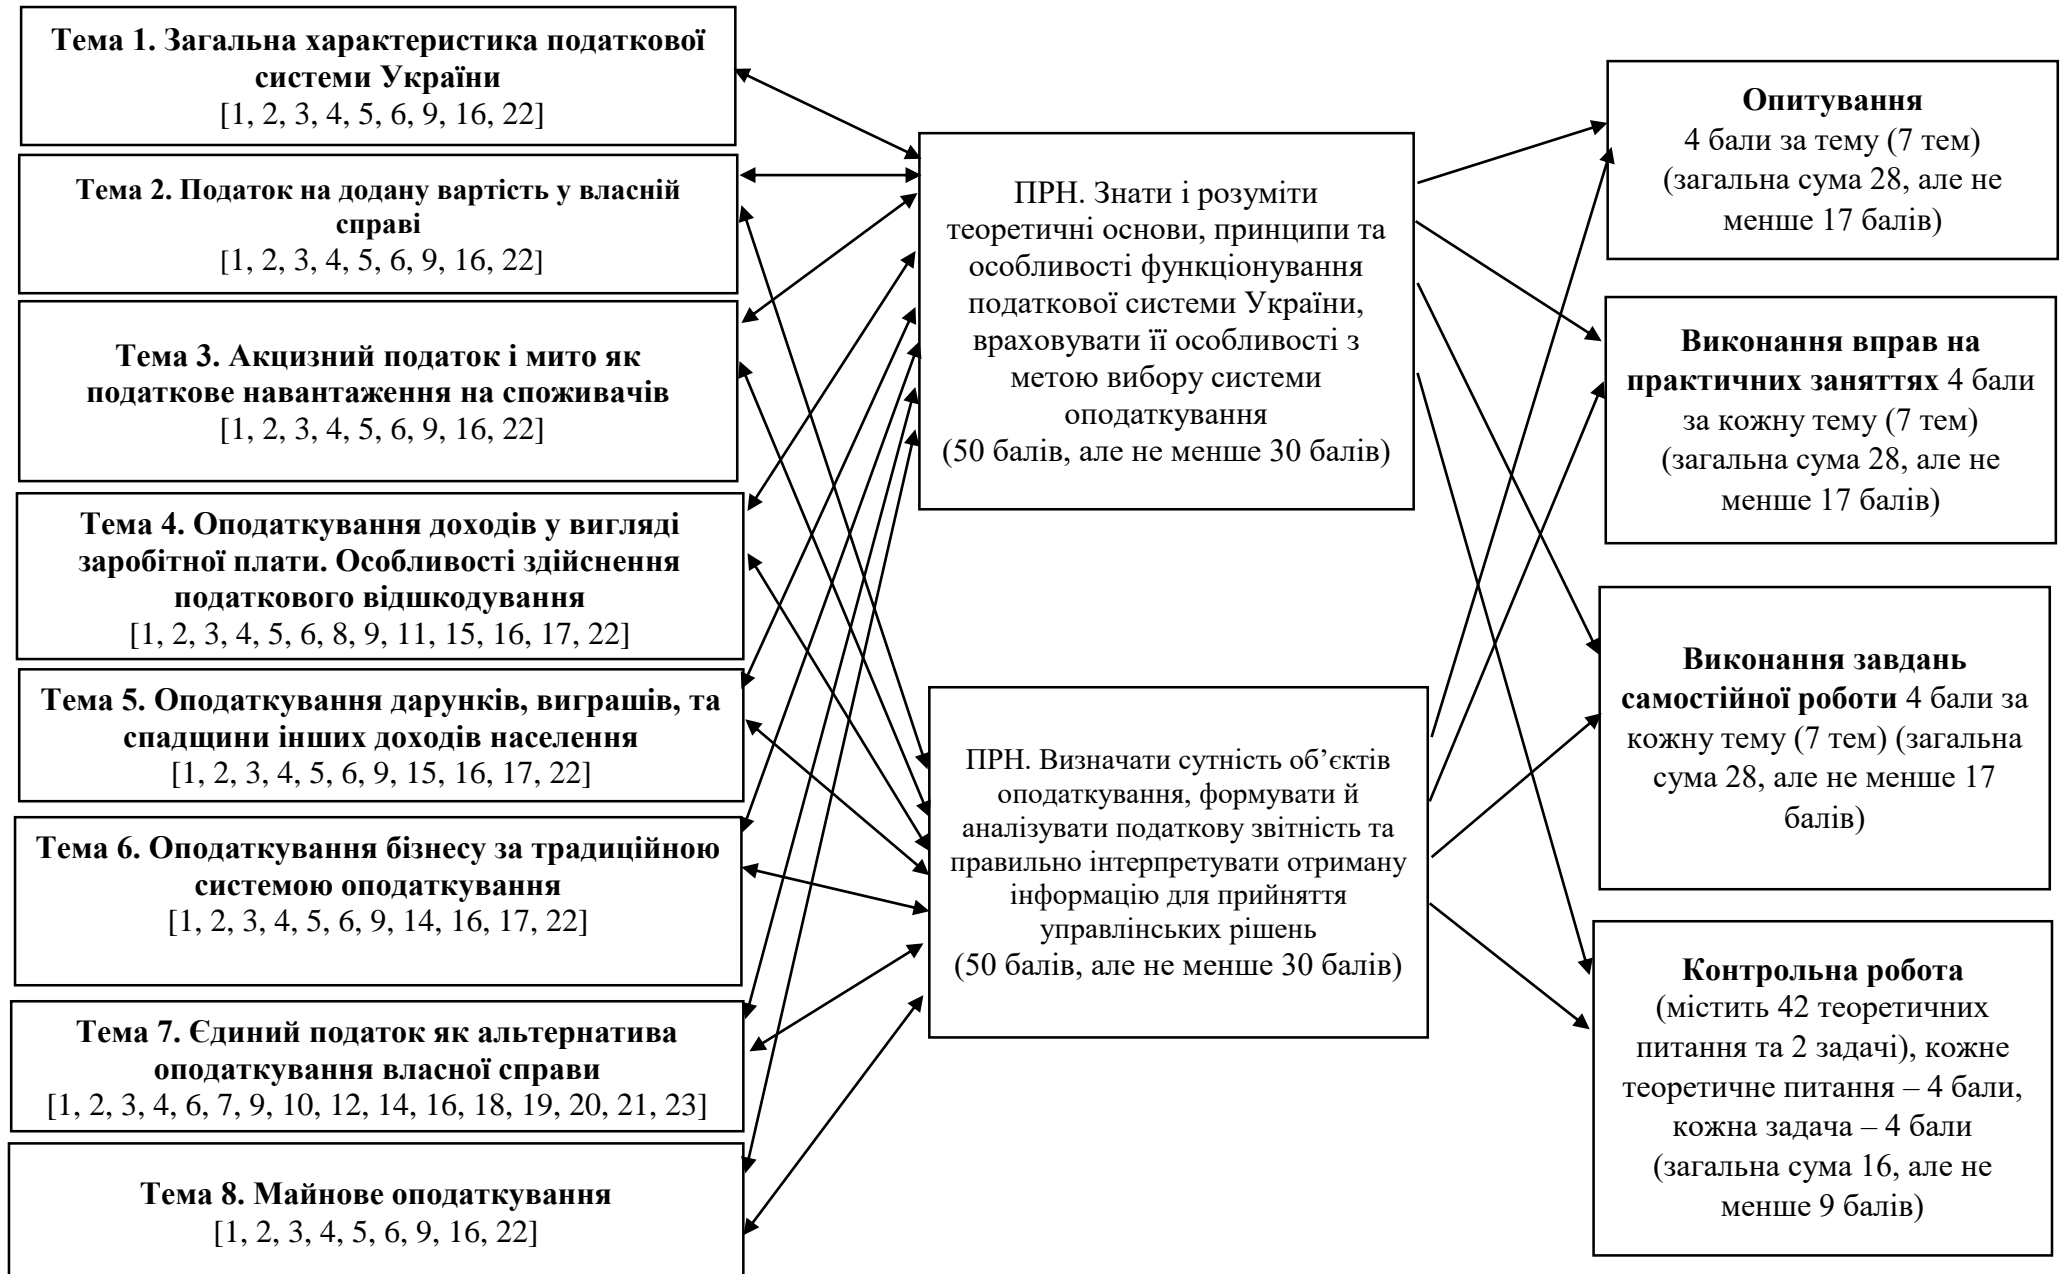 Тема 1. Загальна характеристика податкової
системи України
[1, 2, 3, 4, 5, 6, 9, 16, 22]
Тема 2. Податок на додану вартість у власній
справі
[1, 2, 3, 4, 5, 6, 9, 16, 22]
Тема 3. Акцизний податок і мито як
податкове навантаження на споживачів
[1, 2, 3, 4, 5, 6, 9, 16, 22]
Тема 4. Оподаткування доходів у вигляді
заробітної плати. Особливості здійснення
податкового відшкодування
[1, 2, 3, 4, 5, 6, 8, 9, 11, 15, 16, 17, 22]
Тема 5. Оподаткування дарунків, виграшів, та
спадщини інших доходів населення
[1, 2, 3, 4, 5, 6, 9, 15, 16, 17, 22]
Тема 6. Оподаткування бізнесу за традиційною
системою оподаткування
[1, 2, 3, 4, 5, 6, 9, 14, 16, 17, 22]
Тема 7. Єдиний податок як альтернатива
оподаткування власної справи
[1, 2, 3, 4, 6, 7, 9, 10, 12, 14, 16, 18, 19, 20, 21, 23]
Тема 8. Майнове оподаткування
[1, 2, 3, 4, 5, 6, 9, 16, 22]
ПРН. Знати і розуміти
теоретичні основи, принципи та
особливості функціонування
податкової системи України,
враховувати її особливості з
метою вибору системи
оподаткування
(50 балів, але не менше 30 балів)
ПРН. Визначати сутність об’єктів
оподаткування, формувати й
аналізувати податкову звітність та
правильно інтерпретувати отриману
інформацію для прийняття
управлінських рішень
(50 балів, але не менше 30 балів)
Опитування
4 бали за тему (7 тем)
(загальна сума 28, але не
менше 17 балів)
Виконання вправ на
практичних заняттях 4 бали
за кожну тему (7 тем)
(загальна сума 28, але не
менше 17 балів)
Виконання завдань
самостійної роботи 4 бали за
кожну тему (7 тем) (загальна
сума 28, але не менше 17
балів)
Контрольна робота
(містить 42 теоретичних
питання та 2 задачі), кожне
теоретичне питання – 4 бали,
кожна задача – 4 бали
(загальна сума 16, але не
менше 9 балів)